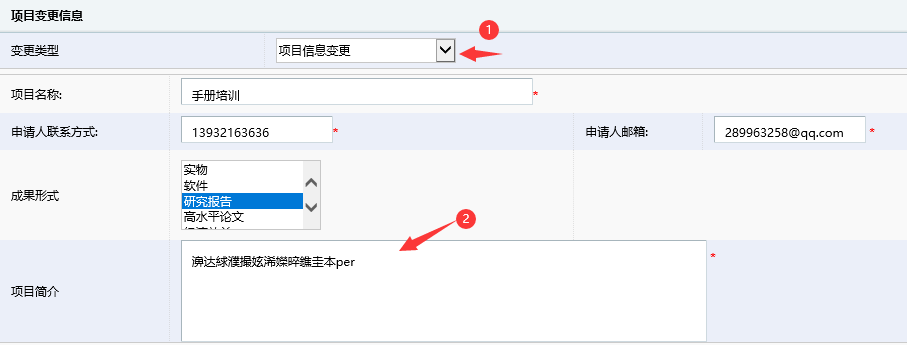 项目变更信息
1
变更类型 项目信息变更
项目名称: 手册培训 *
申请人联系方式: 13932163636 * 申请人邮箱: 289963258@qq.com *
实物
软件
成果形式 研究报告
高水平论文
2
项目简介 *